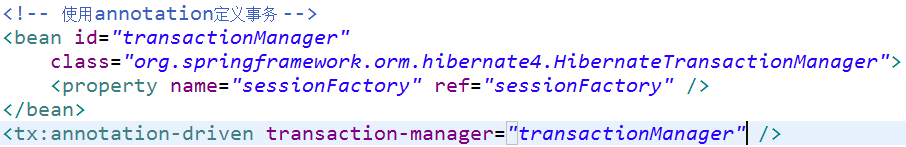 <!-- 使用annotation定义事务 -->
<bean id="transactionManager"
class="org.springframework.orm.hibernate4.HibernateTransactionManager">
<property name="sessionFactory" ref="sessionFactory" />
</bean>
<tx:annotation-driven transaction-manager="transactionManager" />